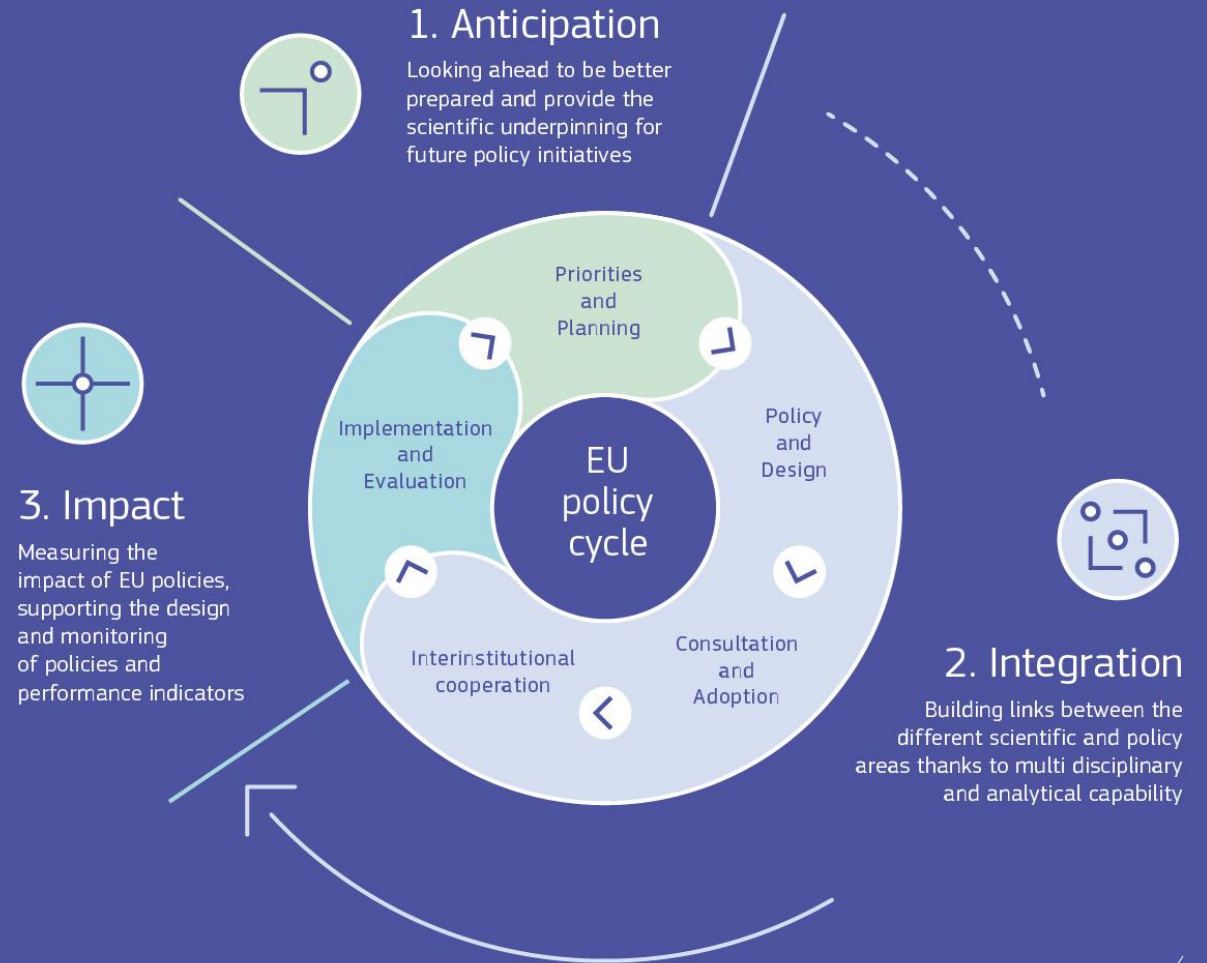 1. Anticipation
Looking ahead to be better
prepared and provide the
scientific underpinning for
future policy initiatives
Priorities
and
Planning
Policy
and
Design
Implementation
and
Evaluation
EU
policy
cycle
3. Impact
Measuring the
impact of EU policies,
supporting the design
and monitoring
of policies and
performance indicators
Interinstitutional
cooperation
Consultation
and
Adoption
2. Integration
Building links between the
different scientific and policy
areas thanks to multi disciplinary
and analytical capability